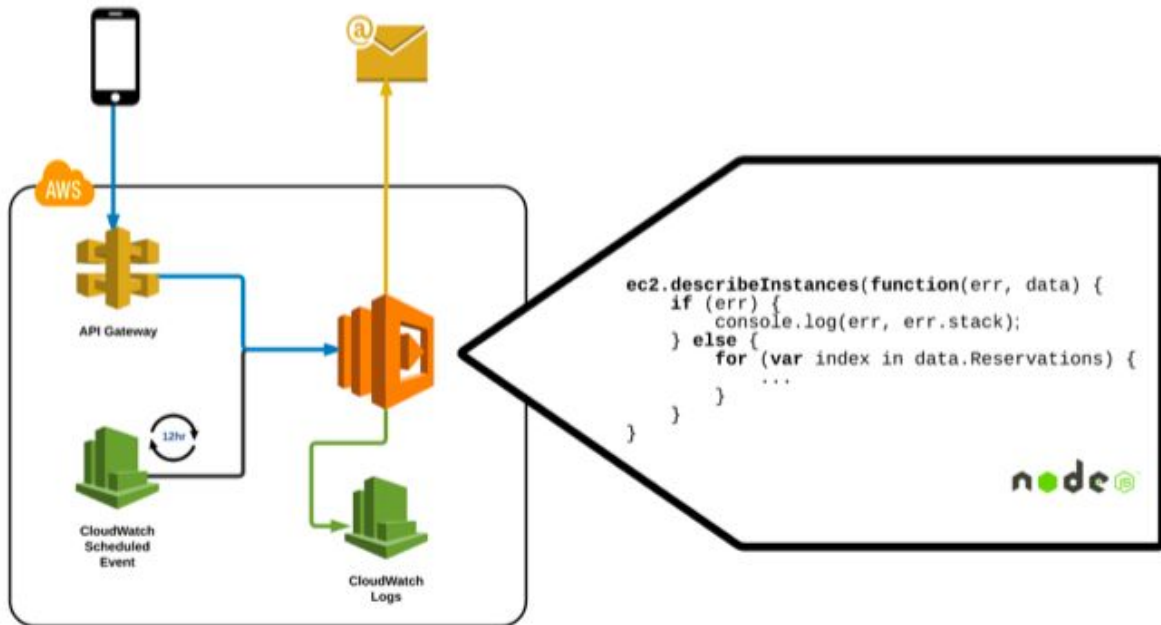 @
AWS
API Gateway
12hr
CloudWatch
Scheduled
Event
CloudWatch
Logs
ec2.describeInstances(function(err, data) {
    if (err) {
        console.log(err, err.stack);
    } else {
        for (var index in data.Reservations) {
            ...
        }
    }
}
node JS